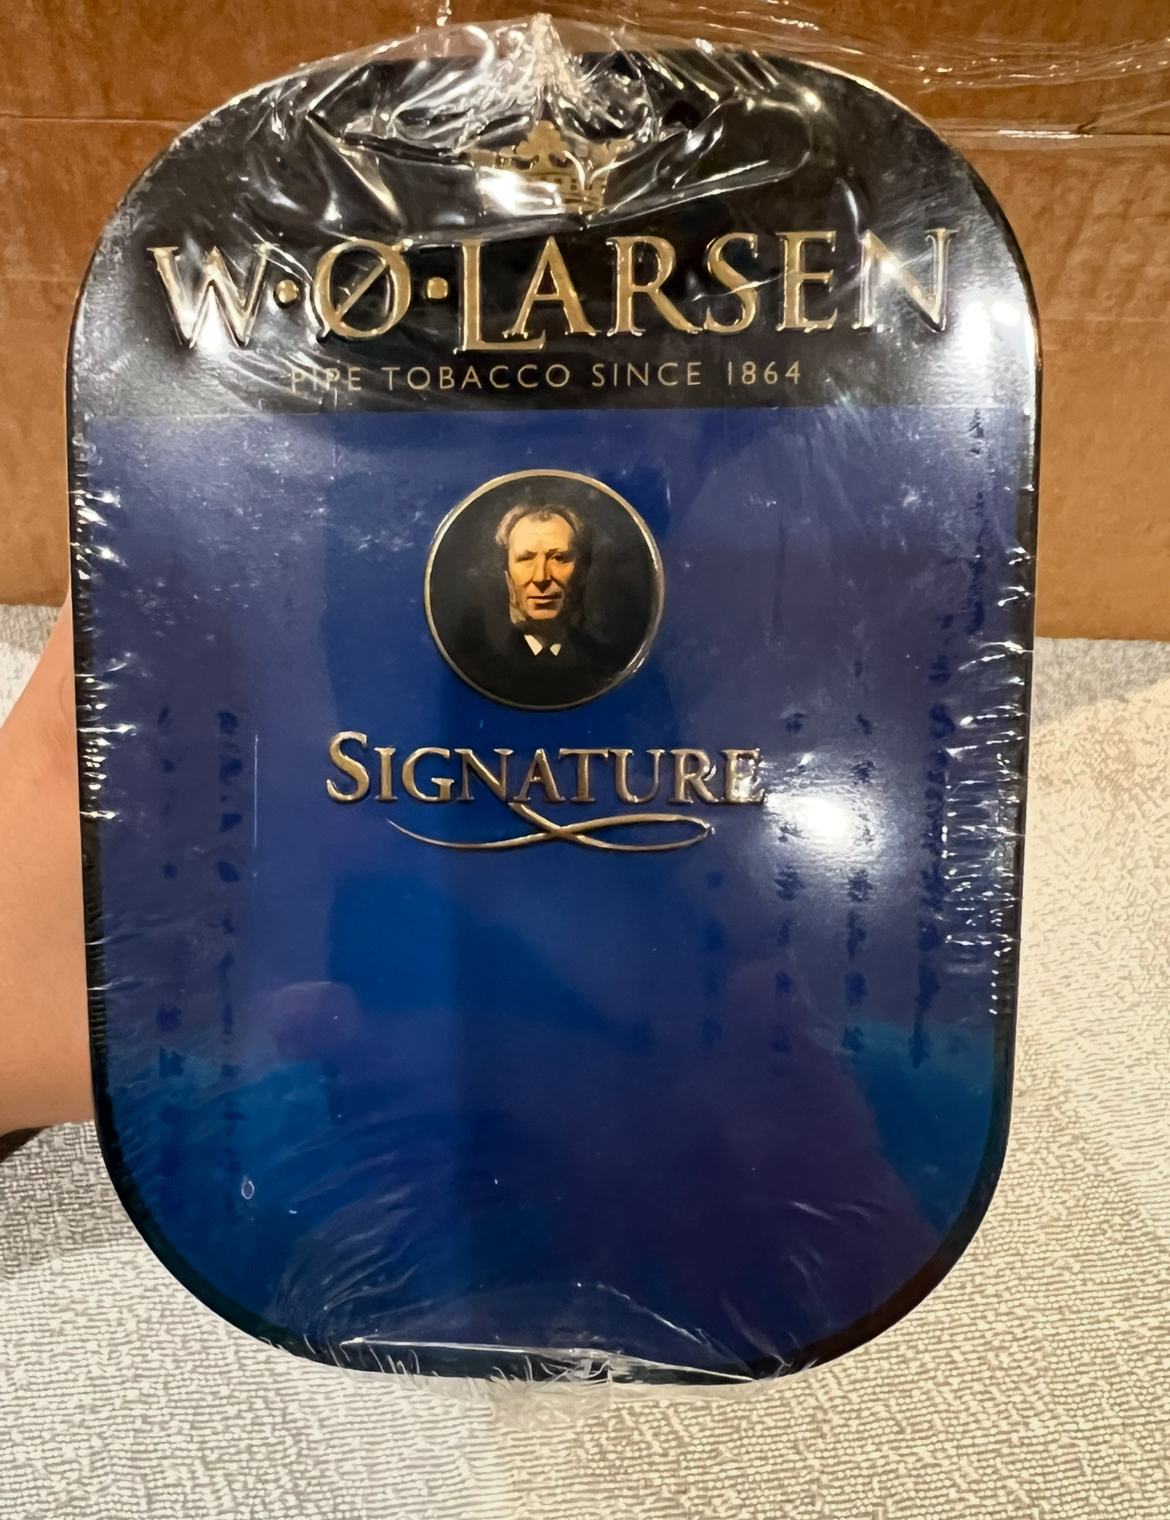 W·Ø·LARSEN
PIPE TOBACCO SINCE 1864
SIGNATURE